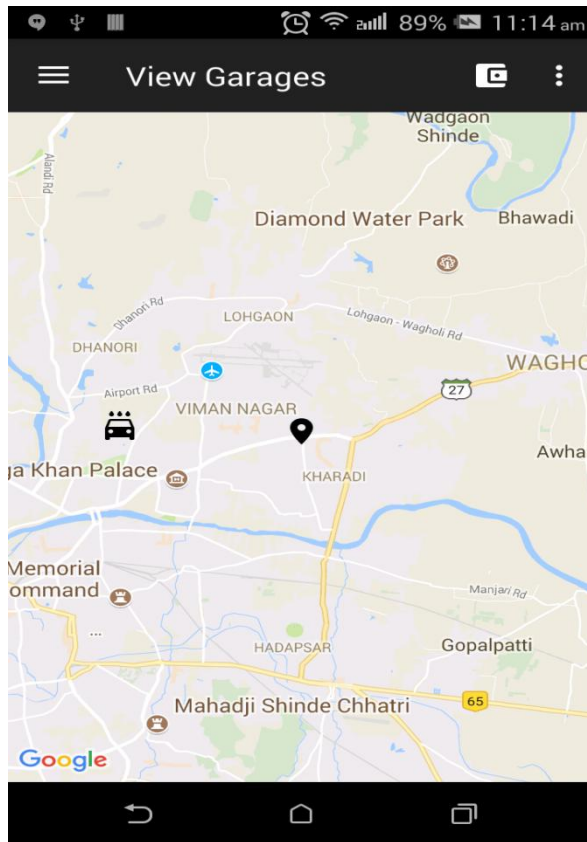 89% 11:14 am
View Garages
Wadgaon
Shinde
Alandi Rd
Diamond Water Park
Bhawadi
Dhanori Rd
LOHGAON
Lohgaon - Wagholi Rd
DHANORI
WAGHO
Airport Rd
27
VIMAN NAGAR
Awha
ga Khan Palace
KHARADI
Memorial
ommand
Manjari Rd
...
HADAPSAR
Gopalpatti
65
Mahadji Shinde Chhatri
Google